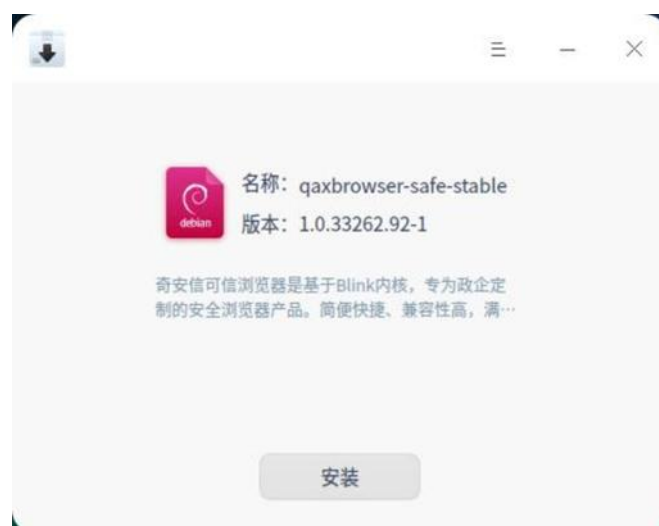 名称：qaxbrowser-safe-stable
debian
版本：1.0.33262.92-1
奇安信可信浏览器是基于Blink内核，专为政企定
制的安全浏览器产品。简便快捷、兼容性高，满…
安装